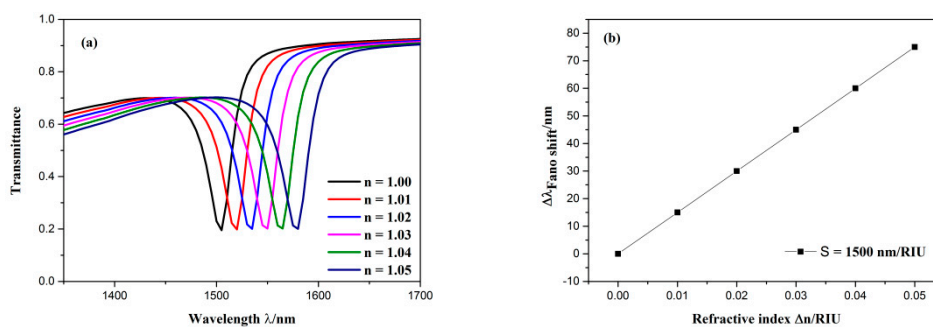 (a)
1.0
0.8
0.6
0.4
0.2
0.0
Transmittance
n = 1.00
n = 1.01
n = 1.02
n = 1.03
n = 1.04
n = 1.05
1400
1500
1600
1700
Wavelength λ/nm
(b)
80
70
60
50
40
30
20
10
0
-10
Δλ_Fano shift/nm
S = 1500 nm/RIU
0.00
0.01
0.02
0.03
0.04
0.05
Refractive index Δn/RIU